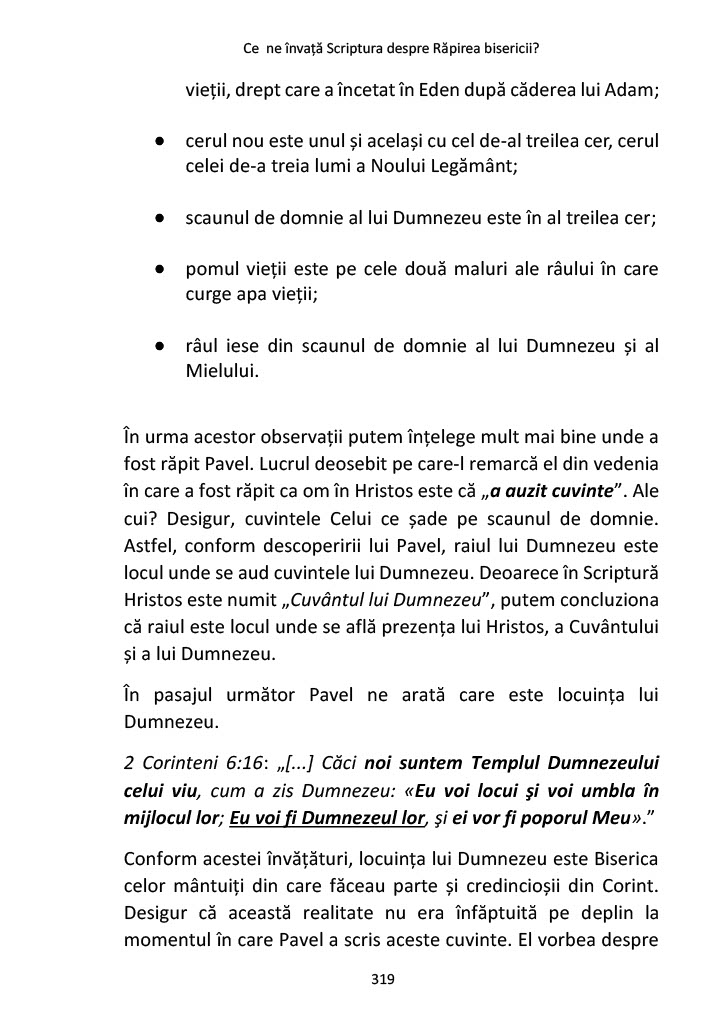 Ce  ne învață Scriptura despre Răpirea bisericii?
vieții, drept care a încetat în Eden după căderea lui Adam;
● cerul nou este unul și același cu cel de-al treilea cer, cerul
celei de-a treia lumi a Noului Legământ;
● scaunul de domnie al lui Dumnezeu este în al treilea cer;
● pomul vieții este pe cele două maluri ale râului în care
curge apa vieții;
● râul iese din scaunul de domnie al lui Dumnezeu și al
Mielului.
În urma acestor observații putem înțelege mult mai bine unde a
fost răpit Pavel. Lucrul deosebit pe care-l remarcă el din vedenia
în care a fost răpit ca om în Hristos este că „a auzit cuvinte”. Ale
cui? Desigur, cuvintele Celui ce șade pe scaunul de domnie.
Astfel, conform descoperirii lui Pavel, raiul lui Dumnezeu este
locul unde se aud cuvintele lui Dumnezeu. Deoarece în Scriptură
Hristos este numit „Cuvântul lui Dumnezeu”, putem concluziona
că raiul este locul unde se află prezența lui Hristos, a Cuvântului
și a lui Dumnezeu.
În pasajul următor Pavel ne arată care este locuința lui
Dumnezeu.
2 Corinteni 6:16: „[...] Căci noi suntem Templul Dumnezeului
celui viu, cum a zis Dumnezeu: «Eu voi locui şi voi umbla în
mijlocul lor; Eu voi fi Dumnezeul lor, şi ei vor fi poporul Meu».”
Conform acestei învățături, locuința lui Dumnezeu este Biserica
celor mântuiți din care făceau parte și credincioșii din Corint.
Desigur că această realitate nu era înfăptuită pe deplin la
momentul în care Pavel a scris aceste cuvinte. El vorbea despre
319